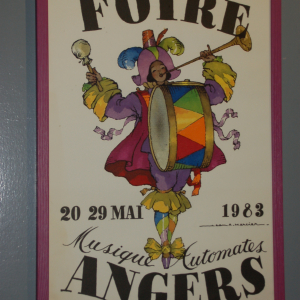 FOIRE
20 29 MAI 1983
Musique Automates
ANGERS